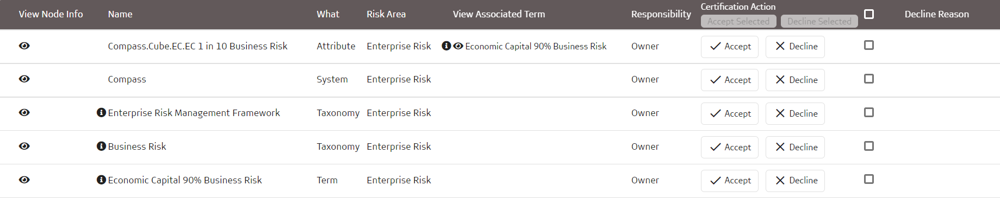 View Node Info Name What Risk Area View Associated Term Responsibility Certification Action Decline Reason
Accept Selected Decline Selected
Compass.Cube.EC.EC 1 in 10 Business Risk Attribute Enterprise Risk Economic Capital 90% Business Risk Owner Accept Decline
Compass System Enterprise Risk Owner Accept Decline
Enterprise Risk Management Framework Taxonomy Enterprise Risk Owner Accept Decline
Business Risk Taxonomy Enterprise Risk Owner Accept Decline
Economic Capital 90% Business Risk Term Enterprise Risk Owner Accept Decline